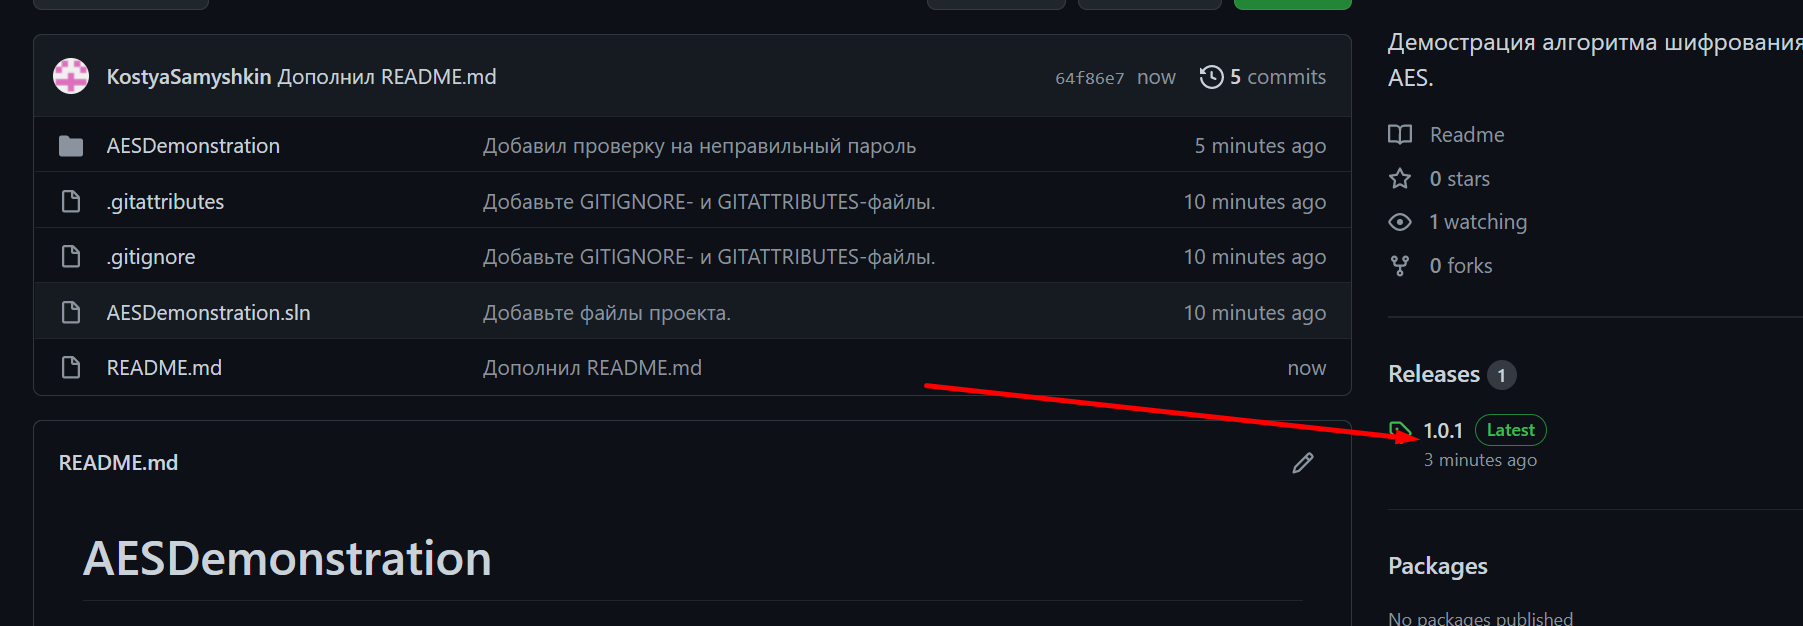 KostyaSamyshkin Дополнил README.md 64f86e7 now 5 commits
AESDemonstration Добавил проверку на неправильный пароль 5 minutes ago
.gitattributes Добавьте GITIGNORE- и GITATTRIBUTES-файлы. 10 minutes ago
.gitignore Добавьте GITIGNORE- и GITATTRIBUTES-файлы. 10 minutes ago
AESDemonstration.sln Добавьте файлы проекта. 10 minutes ago
README.md Дополнил README.md now
README.md
AESDemonstration
Демострация алгоритма шифрования
AES.
Readme
0 stars
1 watching
0 forks
Releases 1
1.0.1 Latest
3 minutes ago
Packages
No packages published